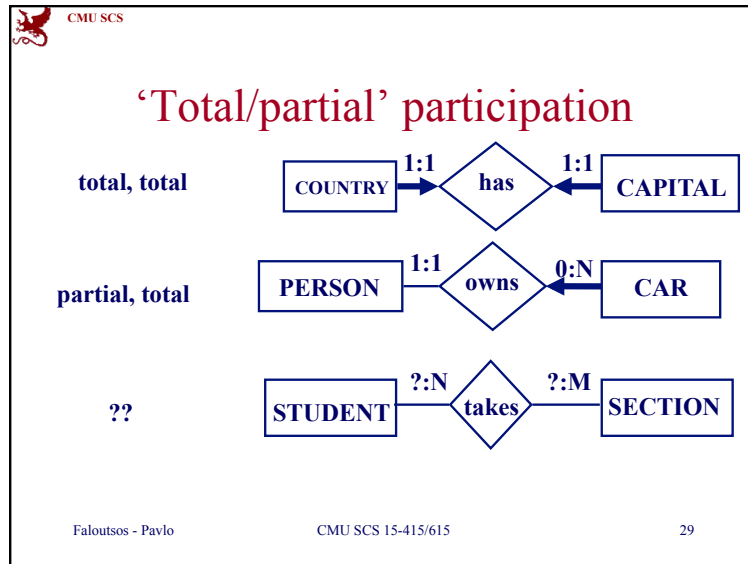 CMU SCS
‘Total/partial’ participation
total, total
1:1
1:1
COUNTRY
has
CAPITAL
partial, total
1:1
0:N
PERSON
owns
CAR
??
?:N
?:M
STUDENT
takes
SECTION
Faloutsos - Pavlo
CMU SCS 15-415/615
29